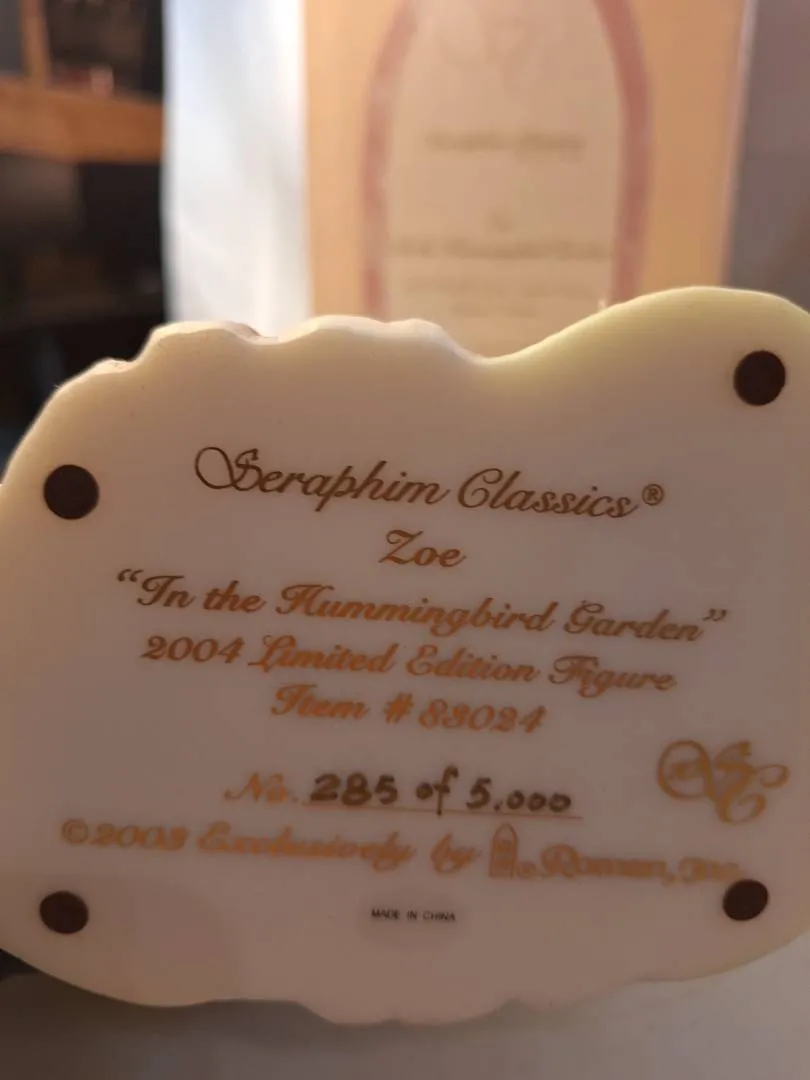 Seraphim Classics®
Zoe
“In the Hummingbird Garden”
2004 Limited Edition Figure
Item # 83024
No. 285 of 5,000
©2003 Exclusively by Roman, Inc.
MADE IN CHINA